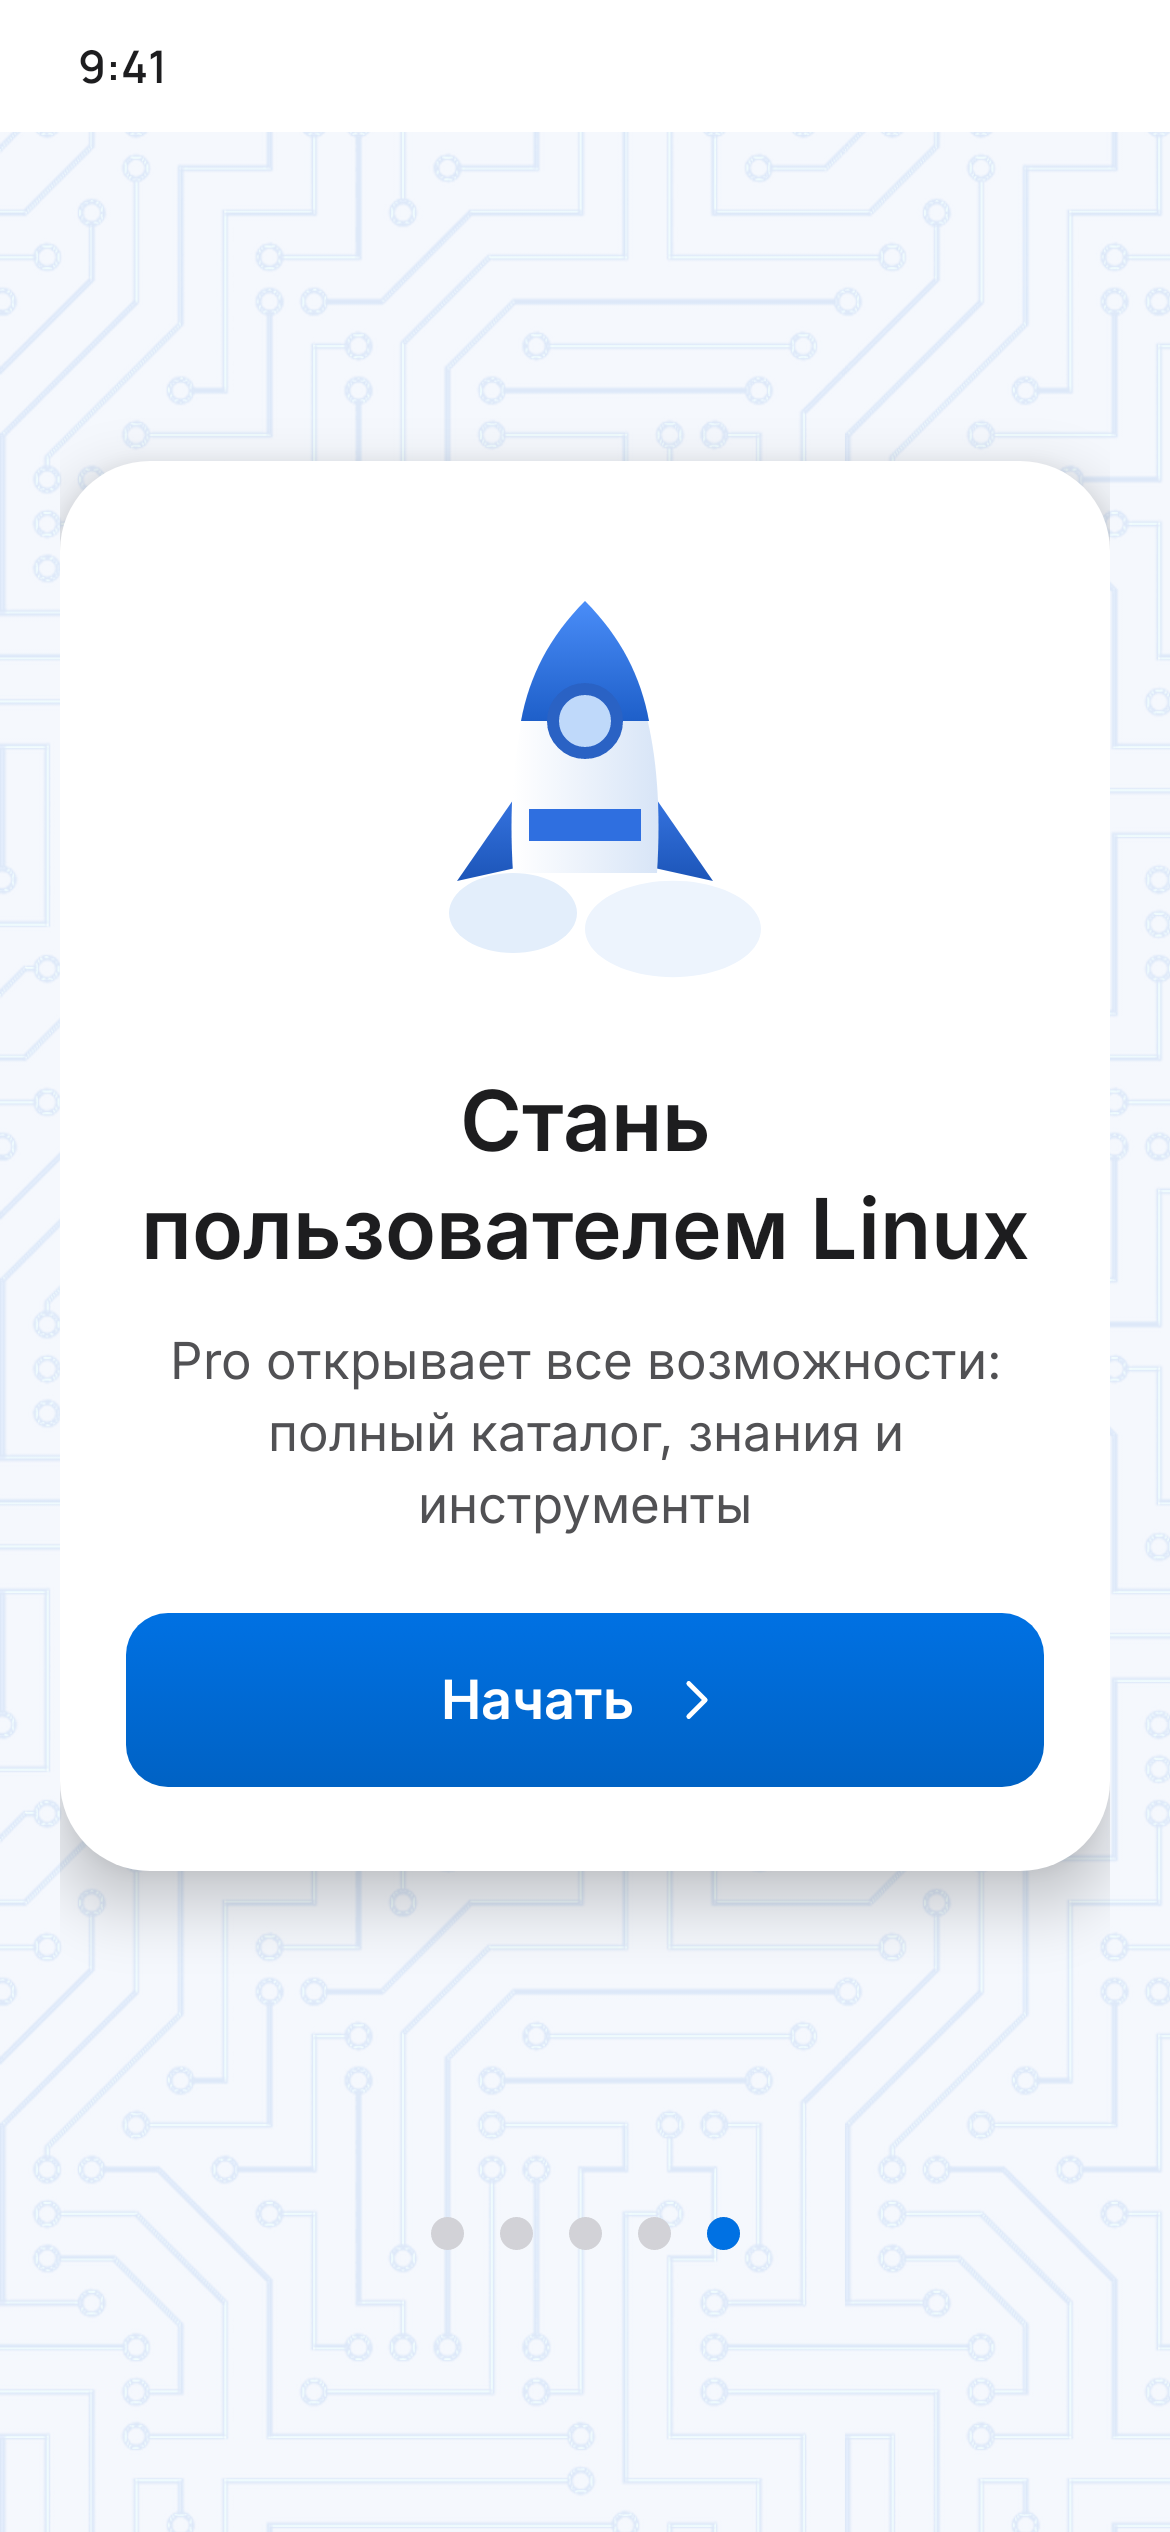 9:41
Стань
пользователем Linux
Pro открывает все возможности:
полный каталог, знания и
инструменты
Начать